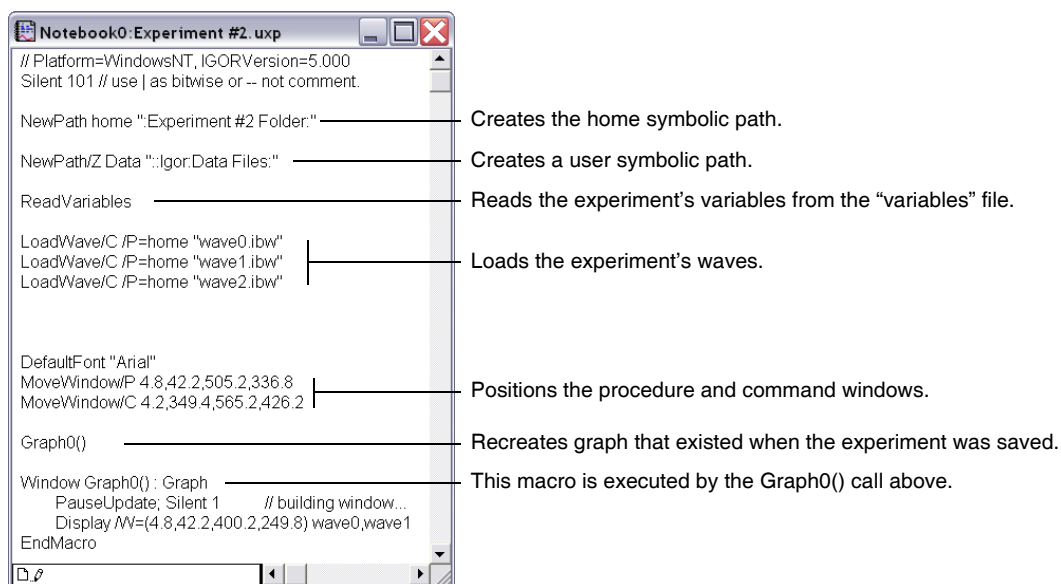 Notebook0:Experiment #2.uxp
// Platform=WindowsNT, IGORVersion=5.000
Silent 101 // use | as bitwise or -- not comment.
NewPath home ":Experiment #2 Folder:"
Creates the home symbolic path.
NewPath/Z Data "::Igor:Data Files:"
Creates a user symbolic path.
ReadVariables
Reads the experiment’s variables from the “variables” file.
LoadWave/C /P=home "wave0.ibw"
LoadWave/C /P=home "wave1.ibw"
LoadWave/C /P=home "wave2.ibw"
Loads the experiment’s waves.
DefaultFont "Arial"
MoveWindow/P 4.8,42.2,505.2,336.8
MoveWindow/C 4.2,349.4,565.2,426.2
Positions the procedure and command windows.
Graph0()
Recreates graph that existed when the experiment was saved.
Window Graph0() : Graph
This macro is executed by the Graph0() call above.
PauseUpdate; Silent 1 // building window...
Display /W=(4.8,42.2,400.2,249.8) wave0,wave1
EndMacro